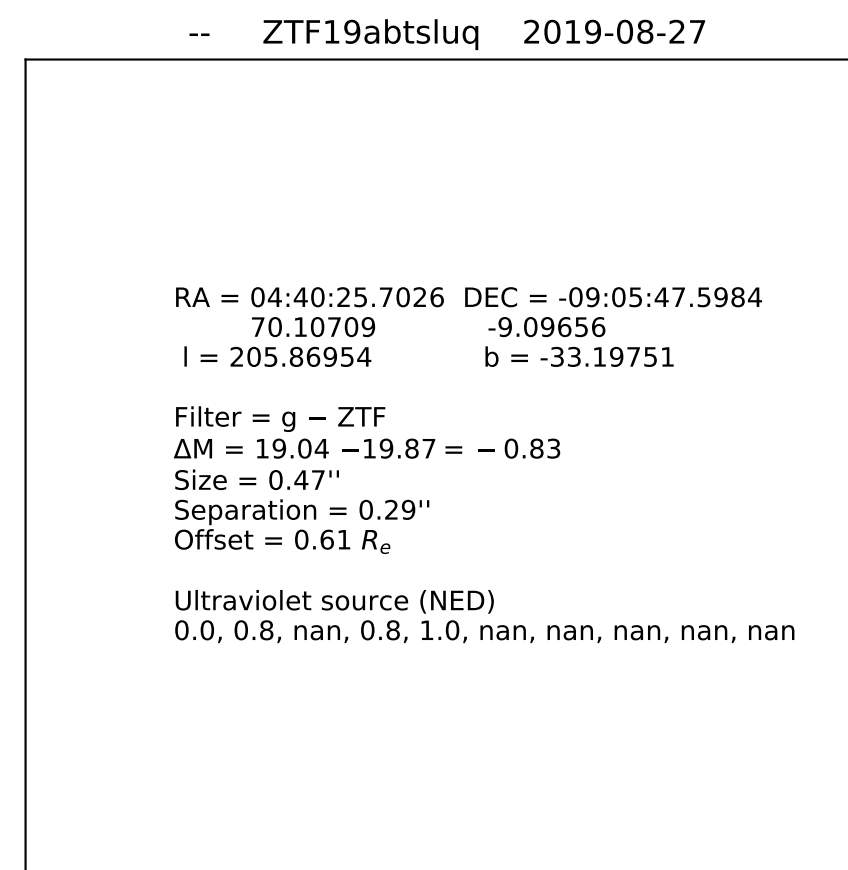 -- ZTF19abtsluq 2019-08-27
RA = 04:40:25.7026 DEC = -09:05:47.5984
70.10709 -9.09656
l = 205.86954 b = -33.19751
Filter = g − ZTF
ΔM = 19.04 −19.87 = − 0.83
Size = 0.47''
Separation = 0.29''
Offset = 0.61 Re
Ultraviolet source (NED)
0.0, 0.8, nan, 0.8, 1.0, nan, nan, nan, nan, nan